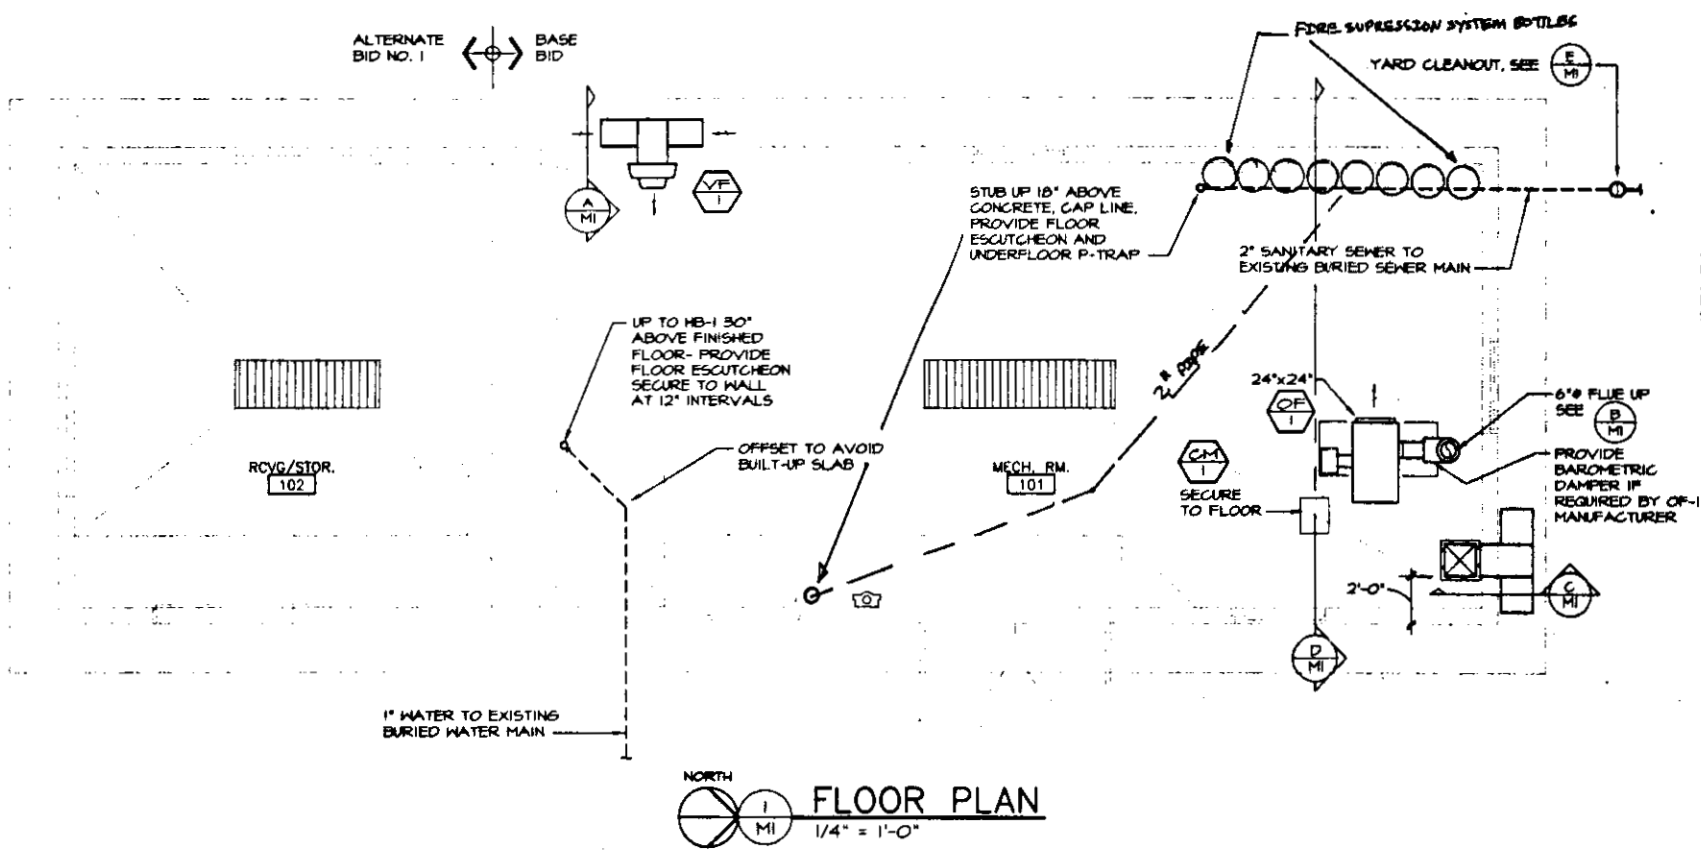 ALTERNATE
BID NO. 1
BASE
BID
FIRE SUPRESSION SYSTEM BOTTLES
YARD CLEANOUT, SEE
E
M1
A
M1
VF
1
STUB UP 18" ABOVE
CONCRETE, CAP LINE.
PROVIDE FLOOR
ESCUTCHEON AND
UNDERFLOOR P-TRAP
2" SANITARY SEWER TO
EXISTING BURIED SEWER MAIN
UP TO HB-1 30"
ABOVE FINISHED
FLOOR- PROVIDE
FLOOR ESCUTCHEON
SECURE TO WALL
AT 12" INTERVALS
2"
24"x24"
OF
1
6"ø FLUE UP
SEE
B
M1
OFFSET TO AVOID
BUILT-UP SLAB
RCVG/STOR.
102
MECH. RM.
101
CM
1
SECURE
TO FLOOR
PROVIDE
BAROMETRIC
DAMPER IF
REQUIRED BY OF-1
MANUFACTURER
2'-0"
C
M1
D
M1
1" WATER TO EXISTING
BURIED WATER MAIN
NORTH
1
M1
FLOOR PLAN
1/4" = 1'-0"